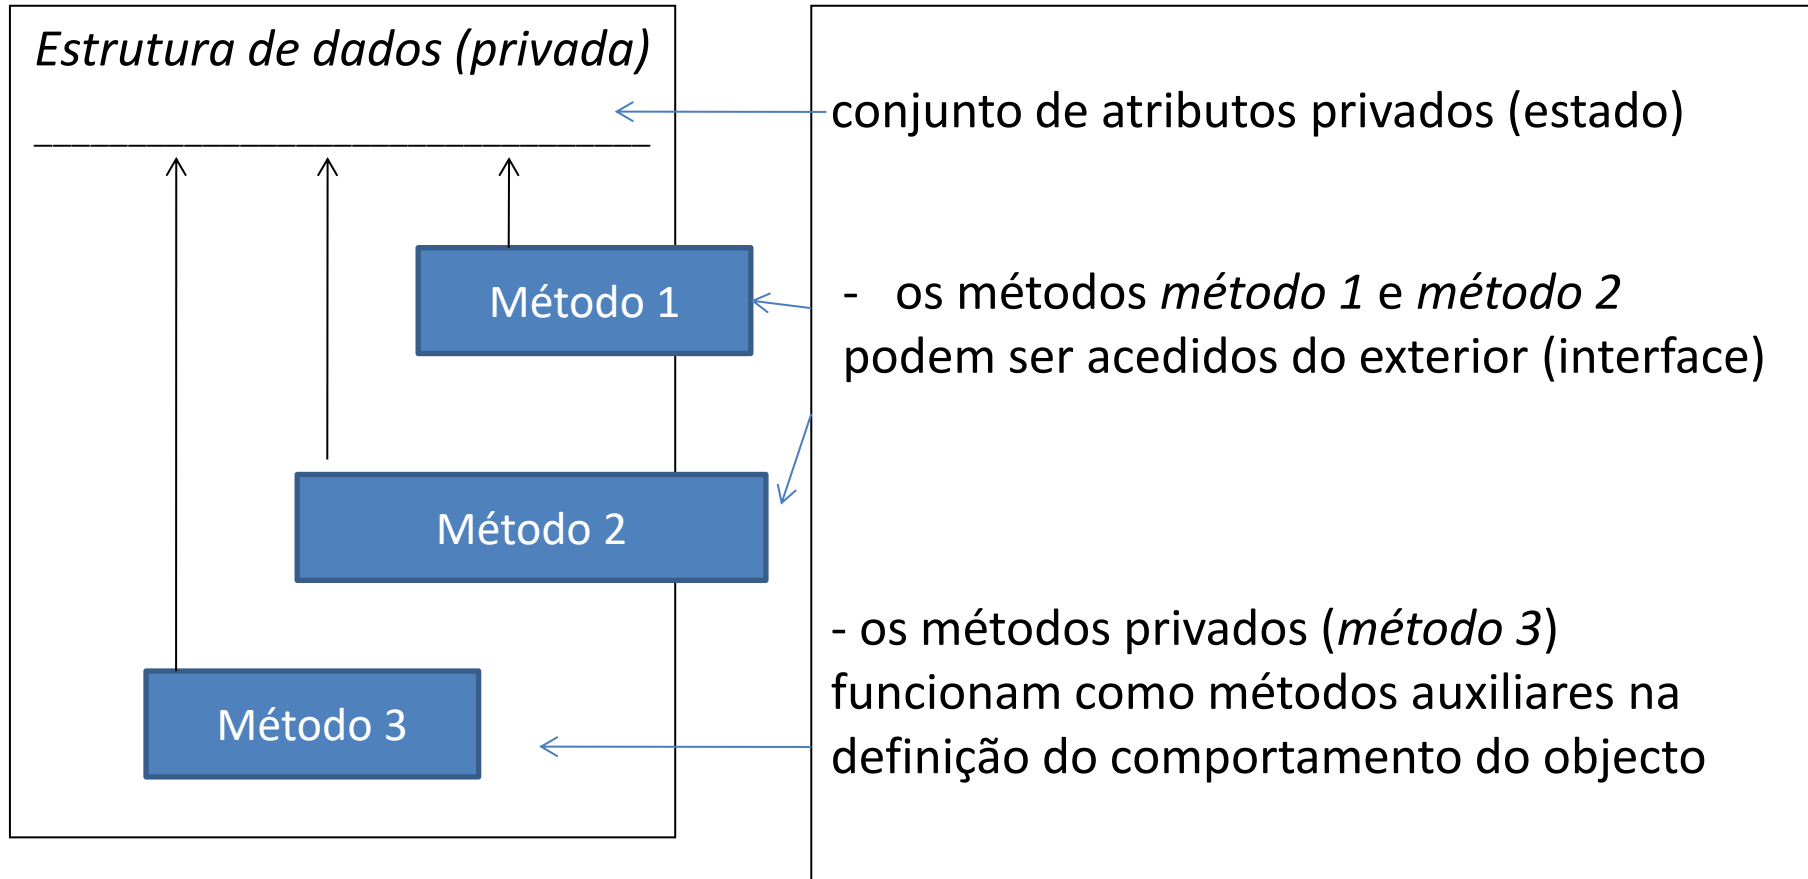 Estrutura de dados (privada)
conjunto de atributos privados (estado)
Método 1
- os métodos método 1 e método 2
podem ser acedidos do exterior (interface)
Método 2
- os métodos privados (método 3)
funcionam como métodos auxiliares na
definição do comportamento do objecto
Método 3